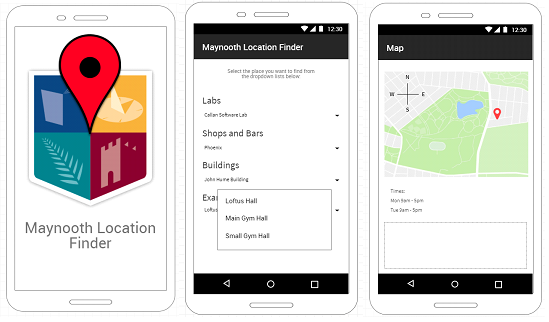 Maynooth Location
Finder
12:30
Maynooth Location Finder
Select the place you want to find from
the dropdown lists below
Labs
Callan Software Lab
Shops and Bars
Phoenix
Buildings
John Hume Building
Exa
Loftus
Loftus Hall
Main Gym Hall
Small Gym Hall
12:30
Map
N
W E
S
Times:
Mon 9am - 5pm
Tue 9am - 5pm